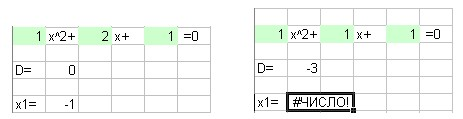 1 x^2+ 2 x+ 1 =0
D= 0
x1= -1
1 x^2+ 1 x+ 1 =0
D= -3
x1= #ЧИСЛО!